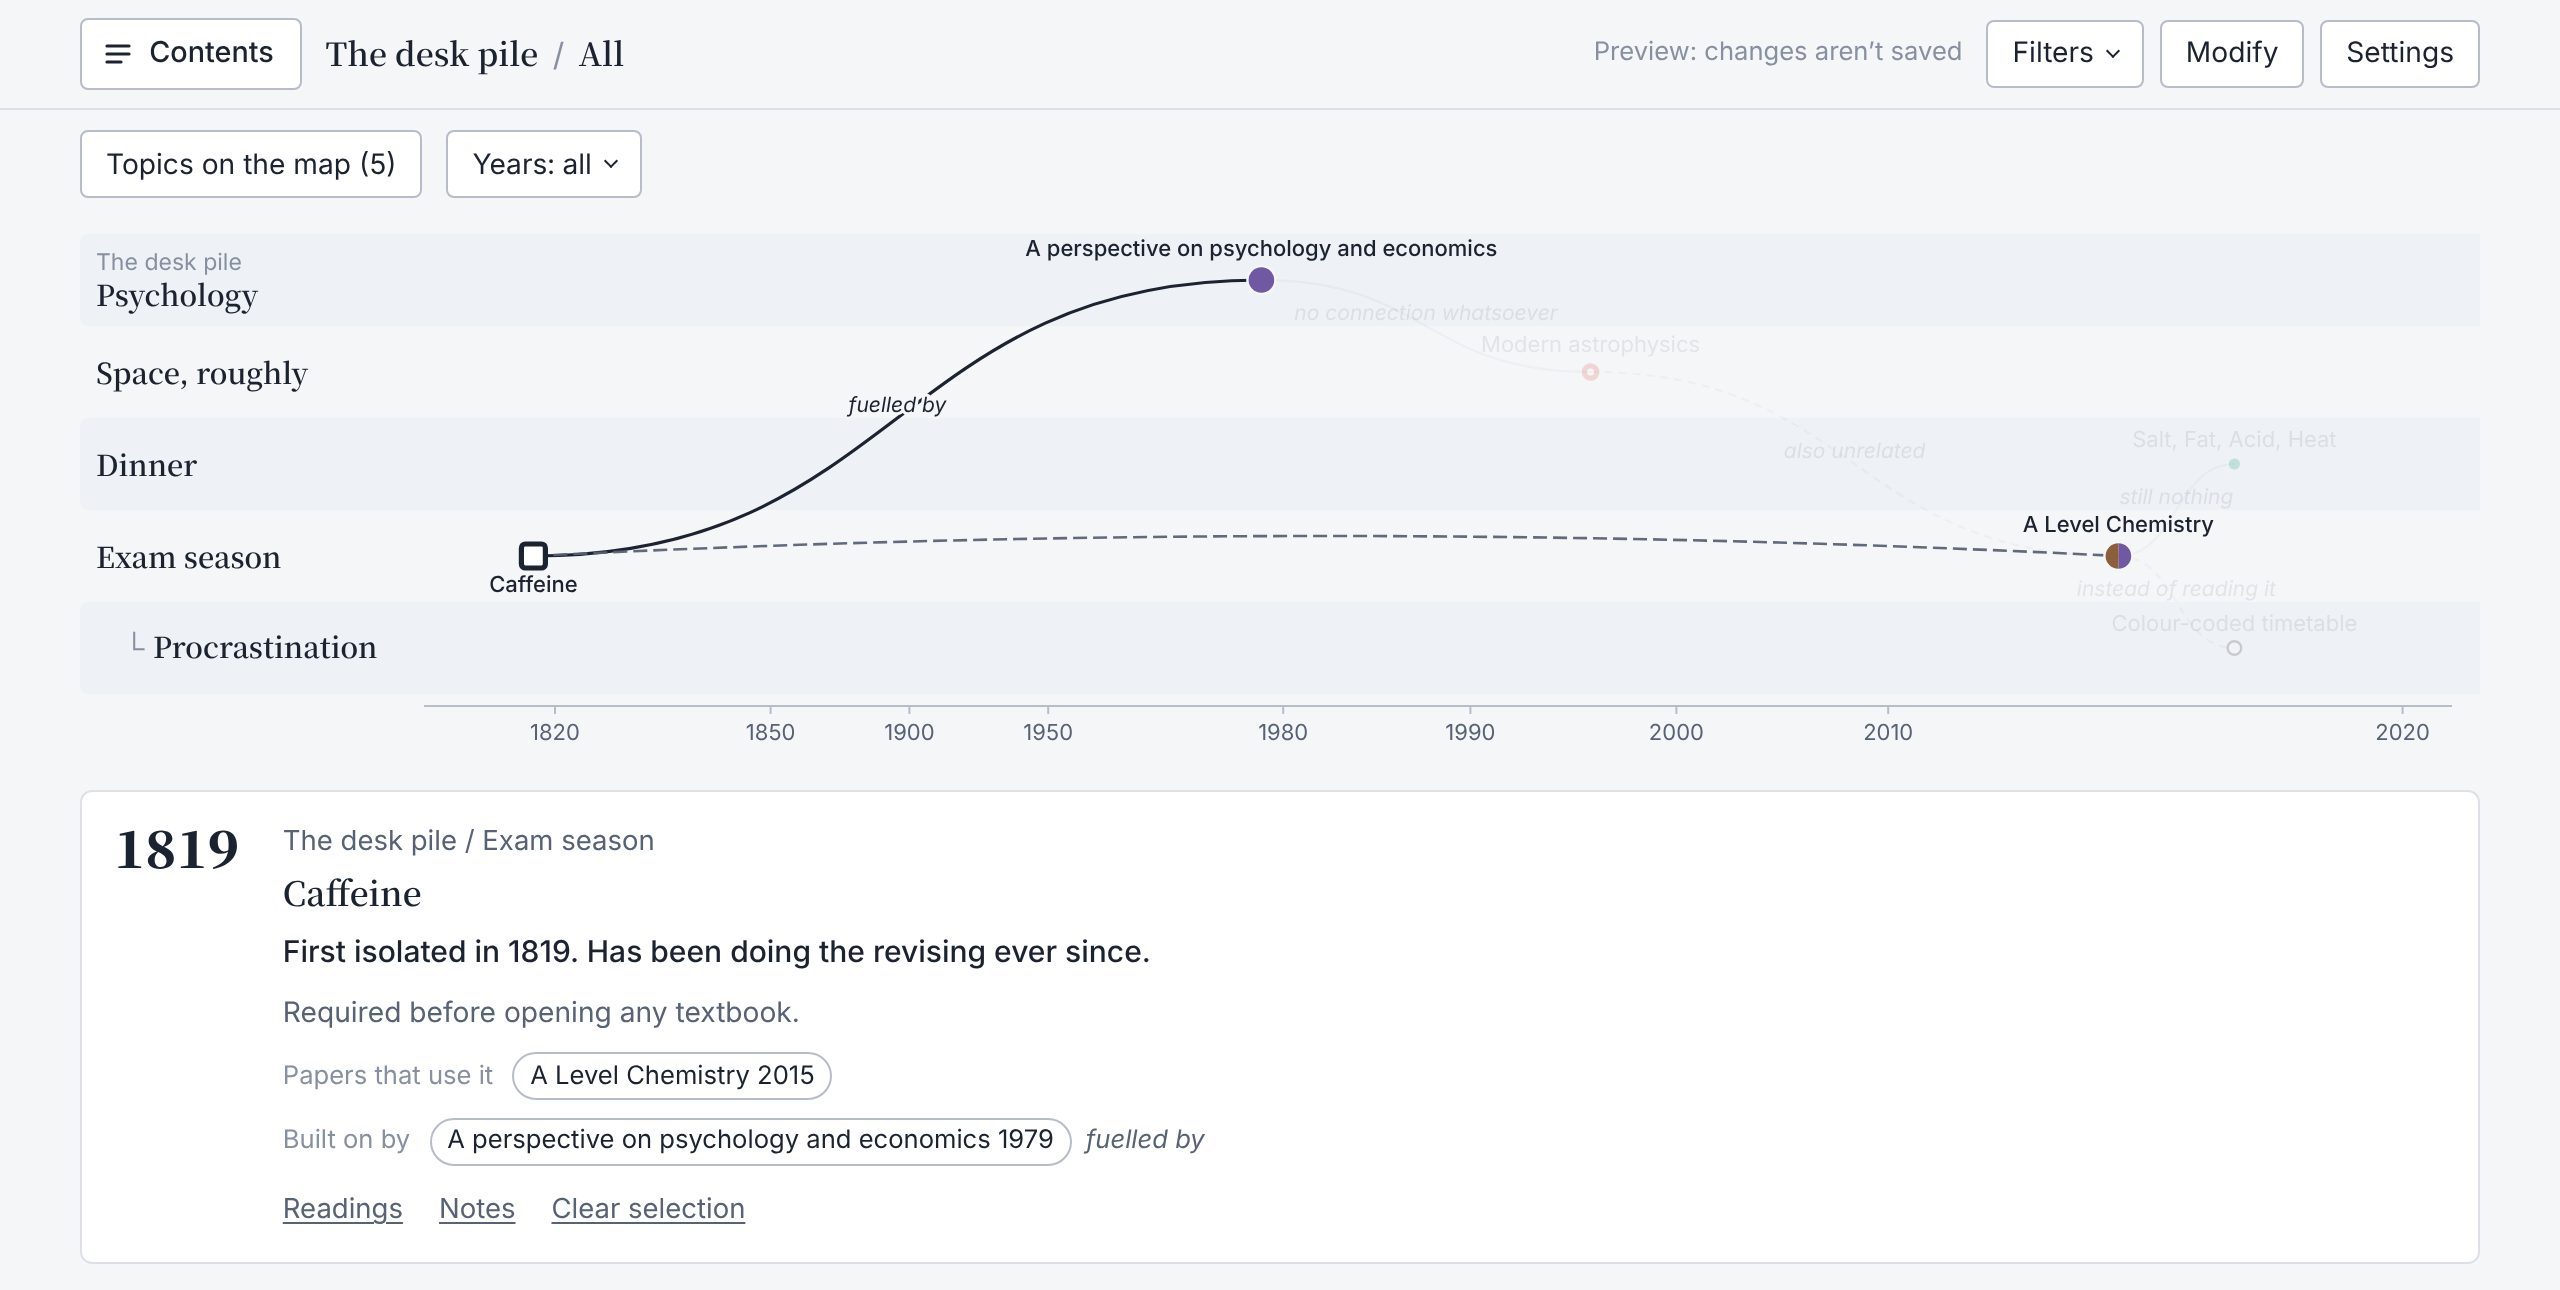 Contents
The desk pile / All
Preview: changes aren’t saved
Filters
Modify
Settings
Topics on the map (5)
Years: all
The desk pile
Psychology
A perspective on psychology and economics
no connection whatsoever
Modern astrophysics
Space, roughly
fuelled by
Dinner
also unrelated
Salt, Fat, Acid, Heat
still nothing
A Level Chemistry
Exam season
Caffeine
instead of reading it
Colour-coded timetable
Procrastination
1820 1850 1900 1950 1980 1990 2000 2010 2020
1819
The desk pile / Exam season
Caffeine
First isolated in 1819. Has been doing the revising ever since.
Required before opening any textbook.
Papers that use it A Level Chemistry 2015
Built on by A perspective on psychology and economics 1979 fuelled by
Readings Notes Clear selection